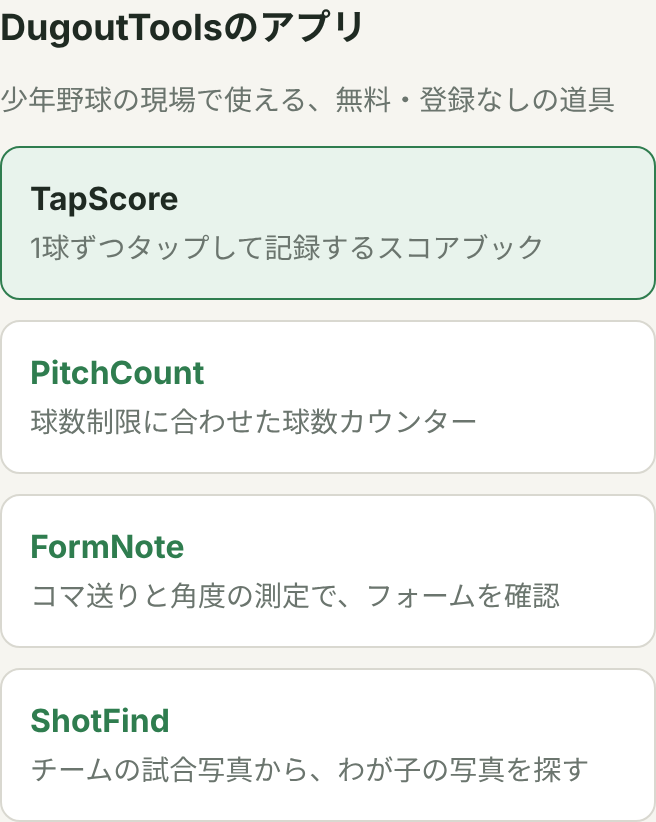 DugoutToolsのアプリ
少年野球の現場で使える、無料・登録なしの道具
TapScore
1球ずつタップして記録するスコアブック
PitchCount
球数制限に合わせた球数カウンター
FormNote
コマ送りと角度の測定で、フォームを確認
ShotFind
チームの試合写真から、わが子の写真を探す